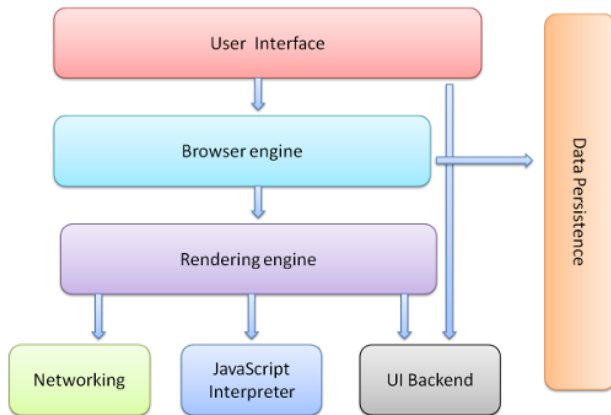 User Interface
Browser engine
Data Persistence
Rendering engine
Networking
JavaScript
Interpreter
UI Backend